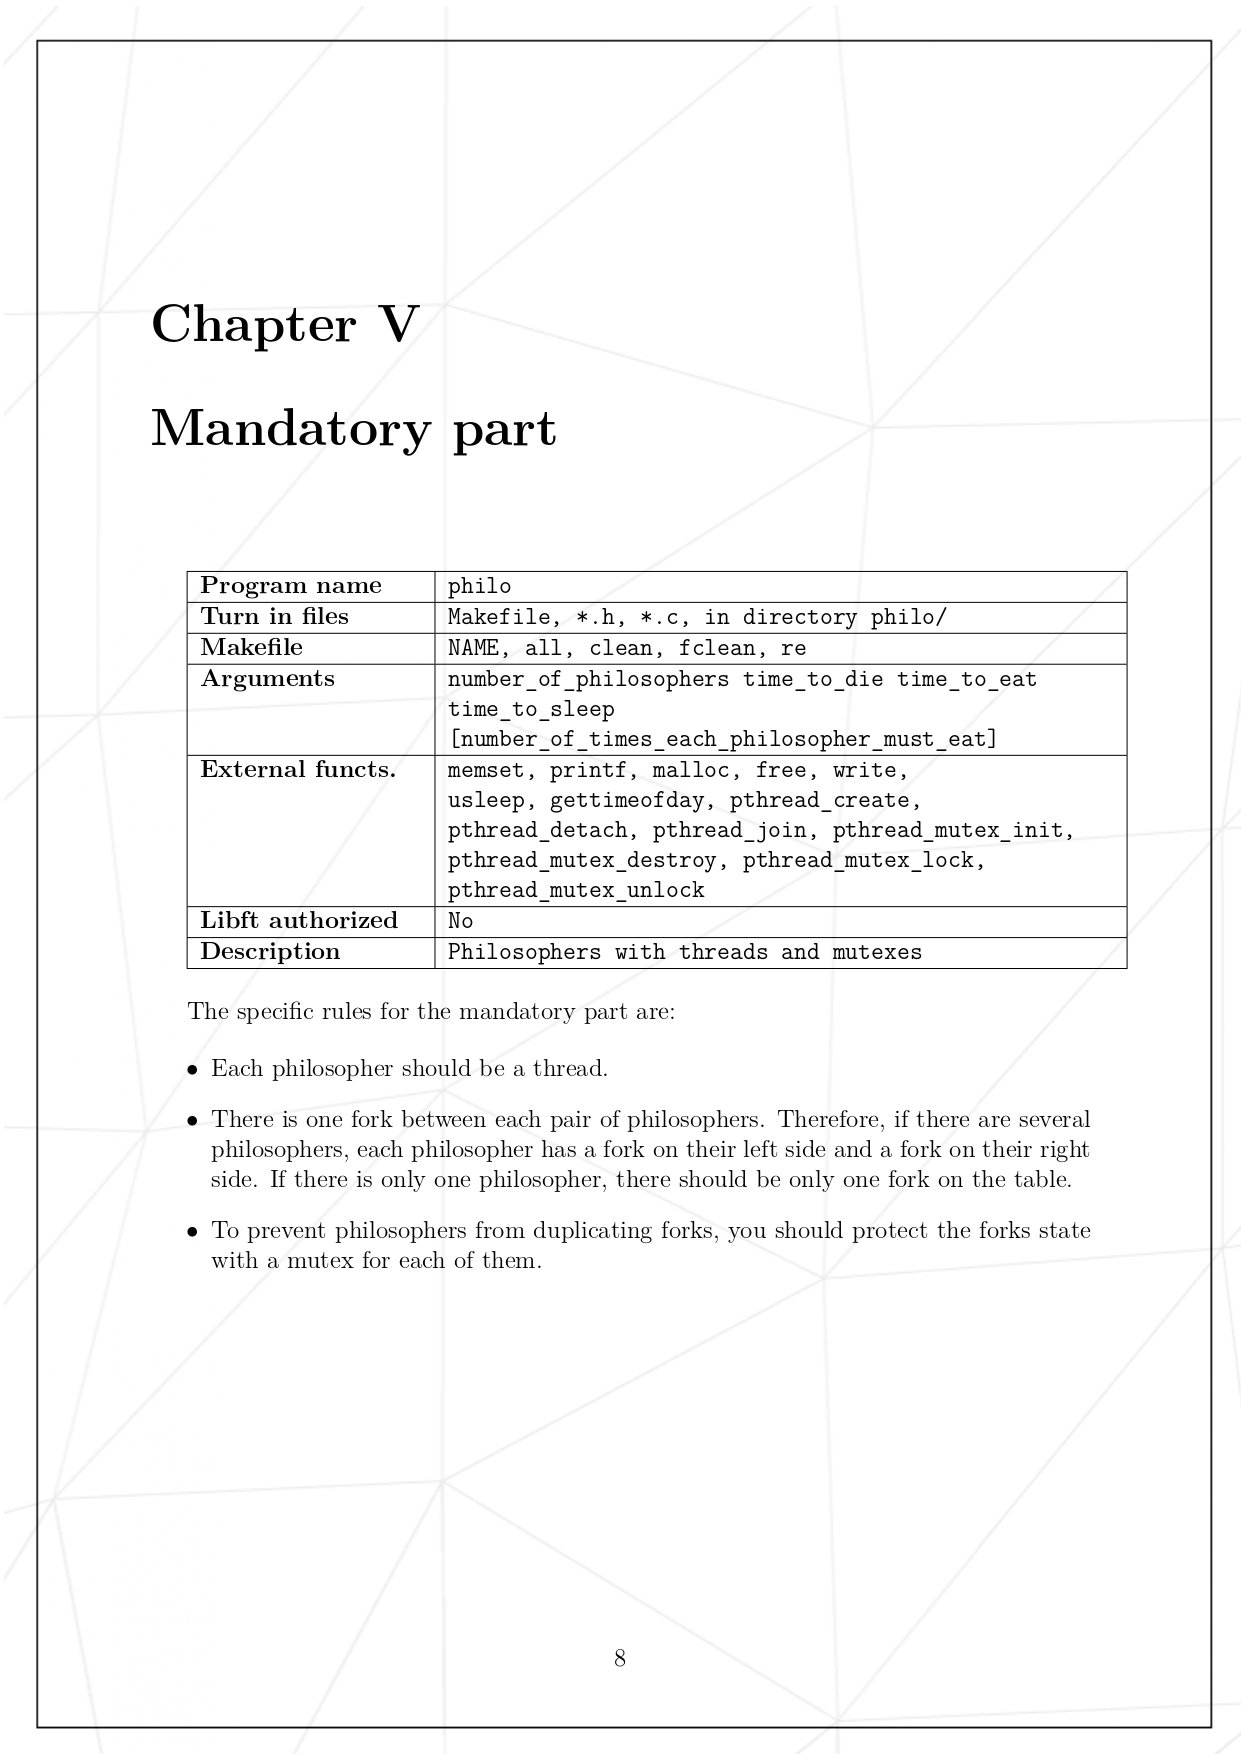 Chapter V
Mandatory part
Program name philo
Turn in files Makefile, *.h, *.c, in directory philo/
Makefile NAME, all, clean, fclean, re
Arguments number_of_philosophers time_to_die time_to_eat
time_to_sleep
[number_of_times_each_philosopher_must_eat]
External functs. memset, printf, malloc, free, write,
usleep, gettimeofday, pthread_create,
pthread_detach, pthread_join, pthread_mutex_init,
pthread_mutex_destroy, pthread_mutex_lock,
pthread_mutex_unlock
Libft authorized No
Description Philosophers with threads and mutexes
The specific rules for the mandatory part are:
• Each philosopher should be a thread.
• There is one fork between each pair of philosophers. Therefore, if there are several
philosophers, each philosopher has a fork on their left side and a fork on their right
side. If there is only one philosopher, there should be only one fork on the table.
• To prevent philosophers from duplicating forks, you should protect the forks state
with a mutex for each of them.
8